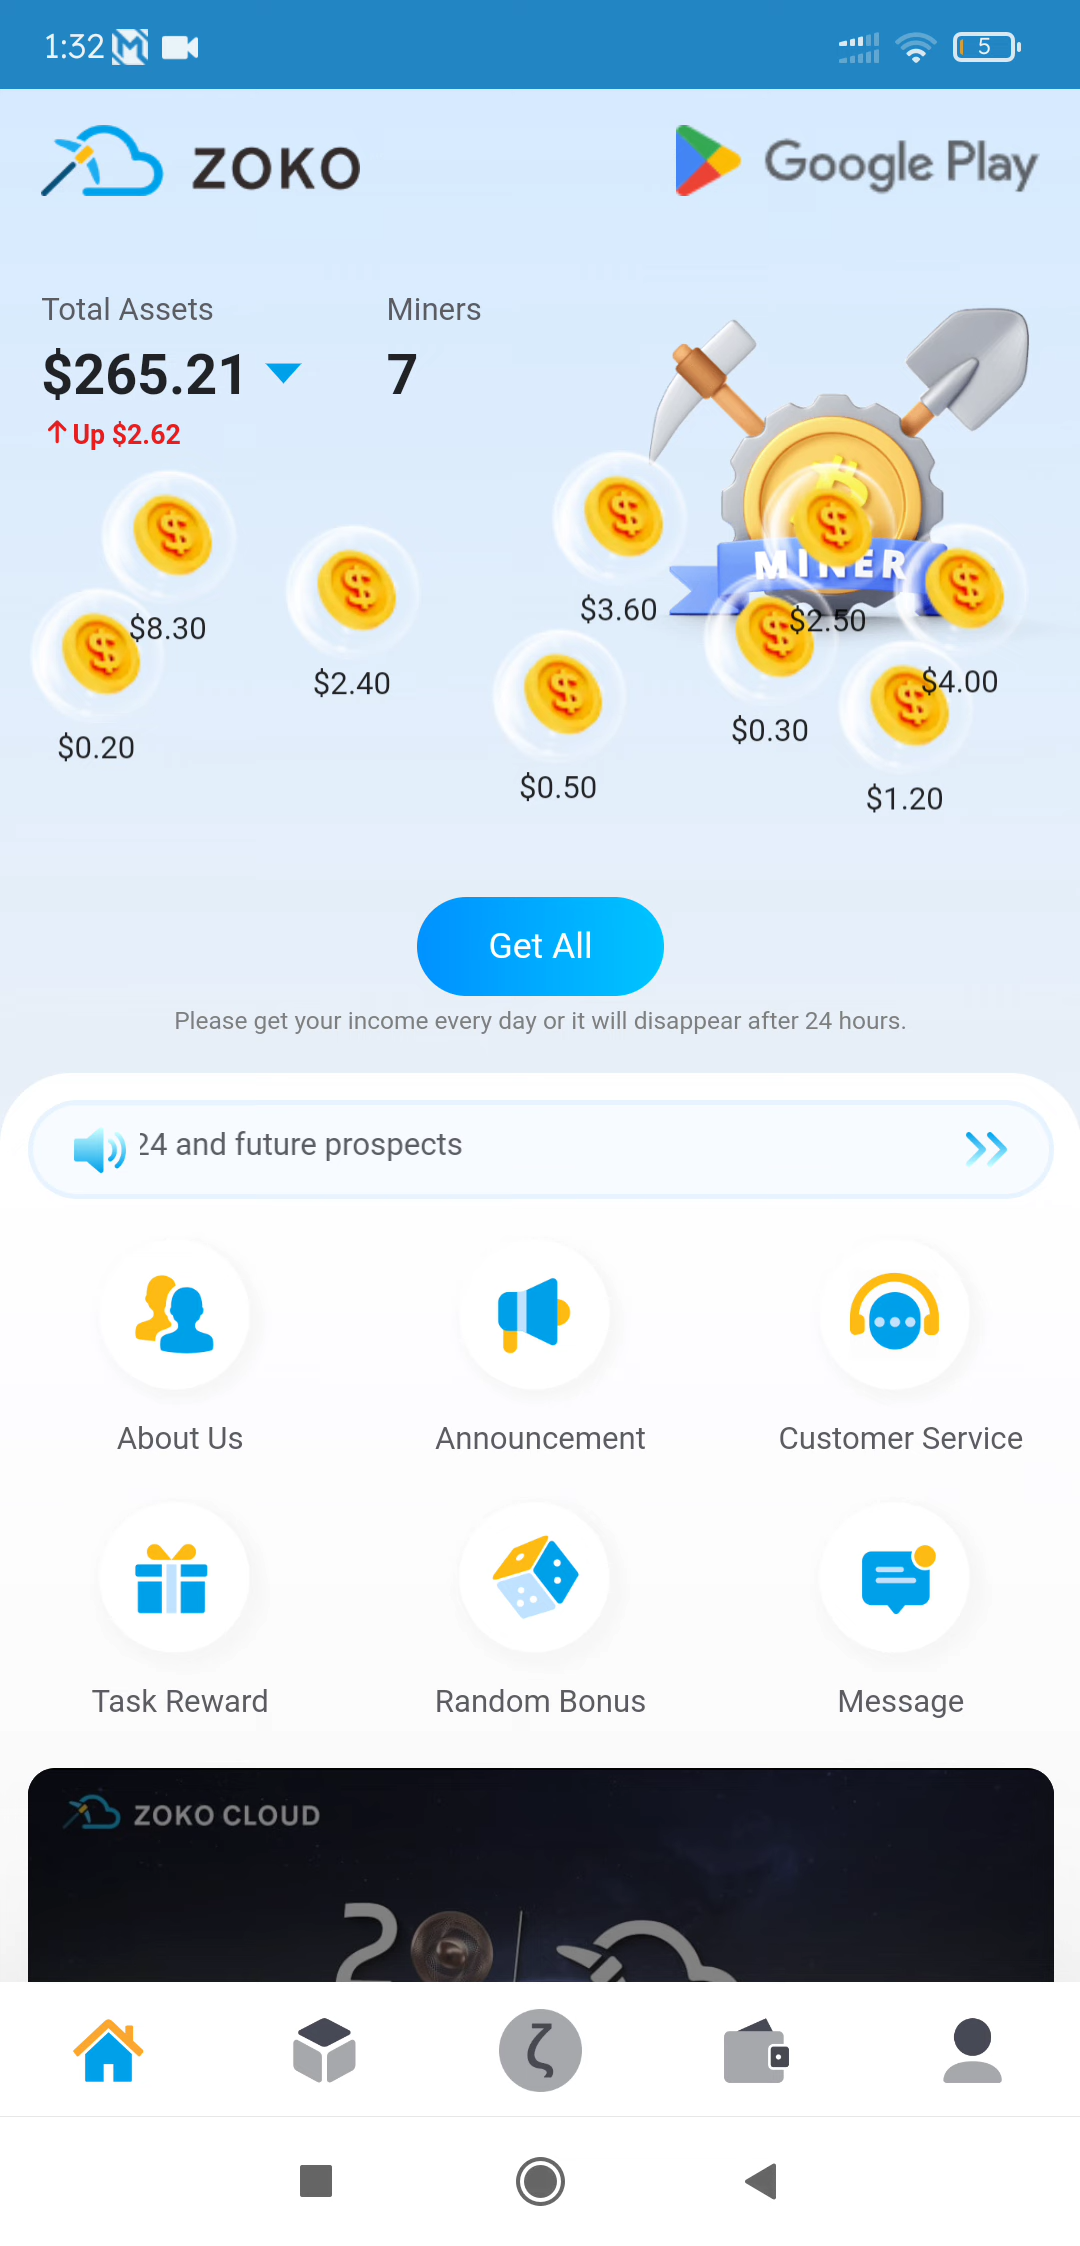 1:32
5
ZOKO
Google Play
Total Assets
Miners
$265.21
7
Up $2.62
MINER
$8.30
$3.60
$2.50
$2.40
$4.00
$0.20
$0.30
$0.50
$1.20
Get All
Please get your income every day or it will disappear after 24 hours.
24 and future prospects
About Us
Announcement
Customer Service
Task Reward
Random Bonus
Message
ZOKO CLOUD
ζ